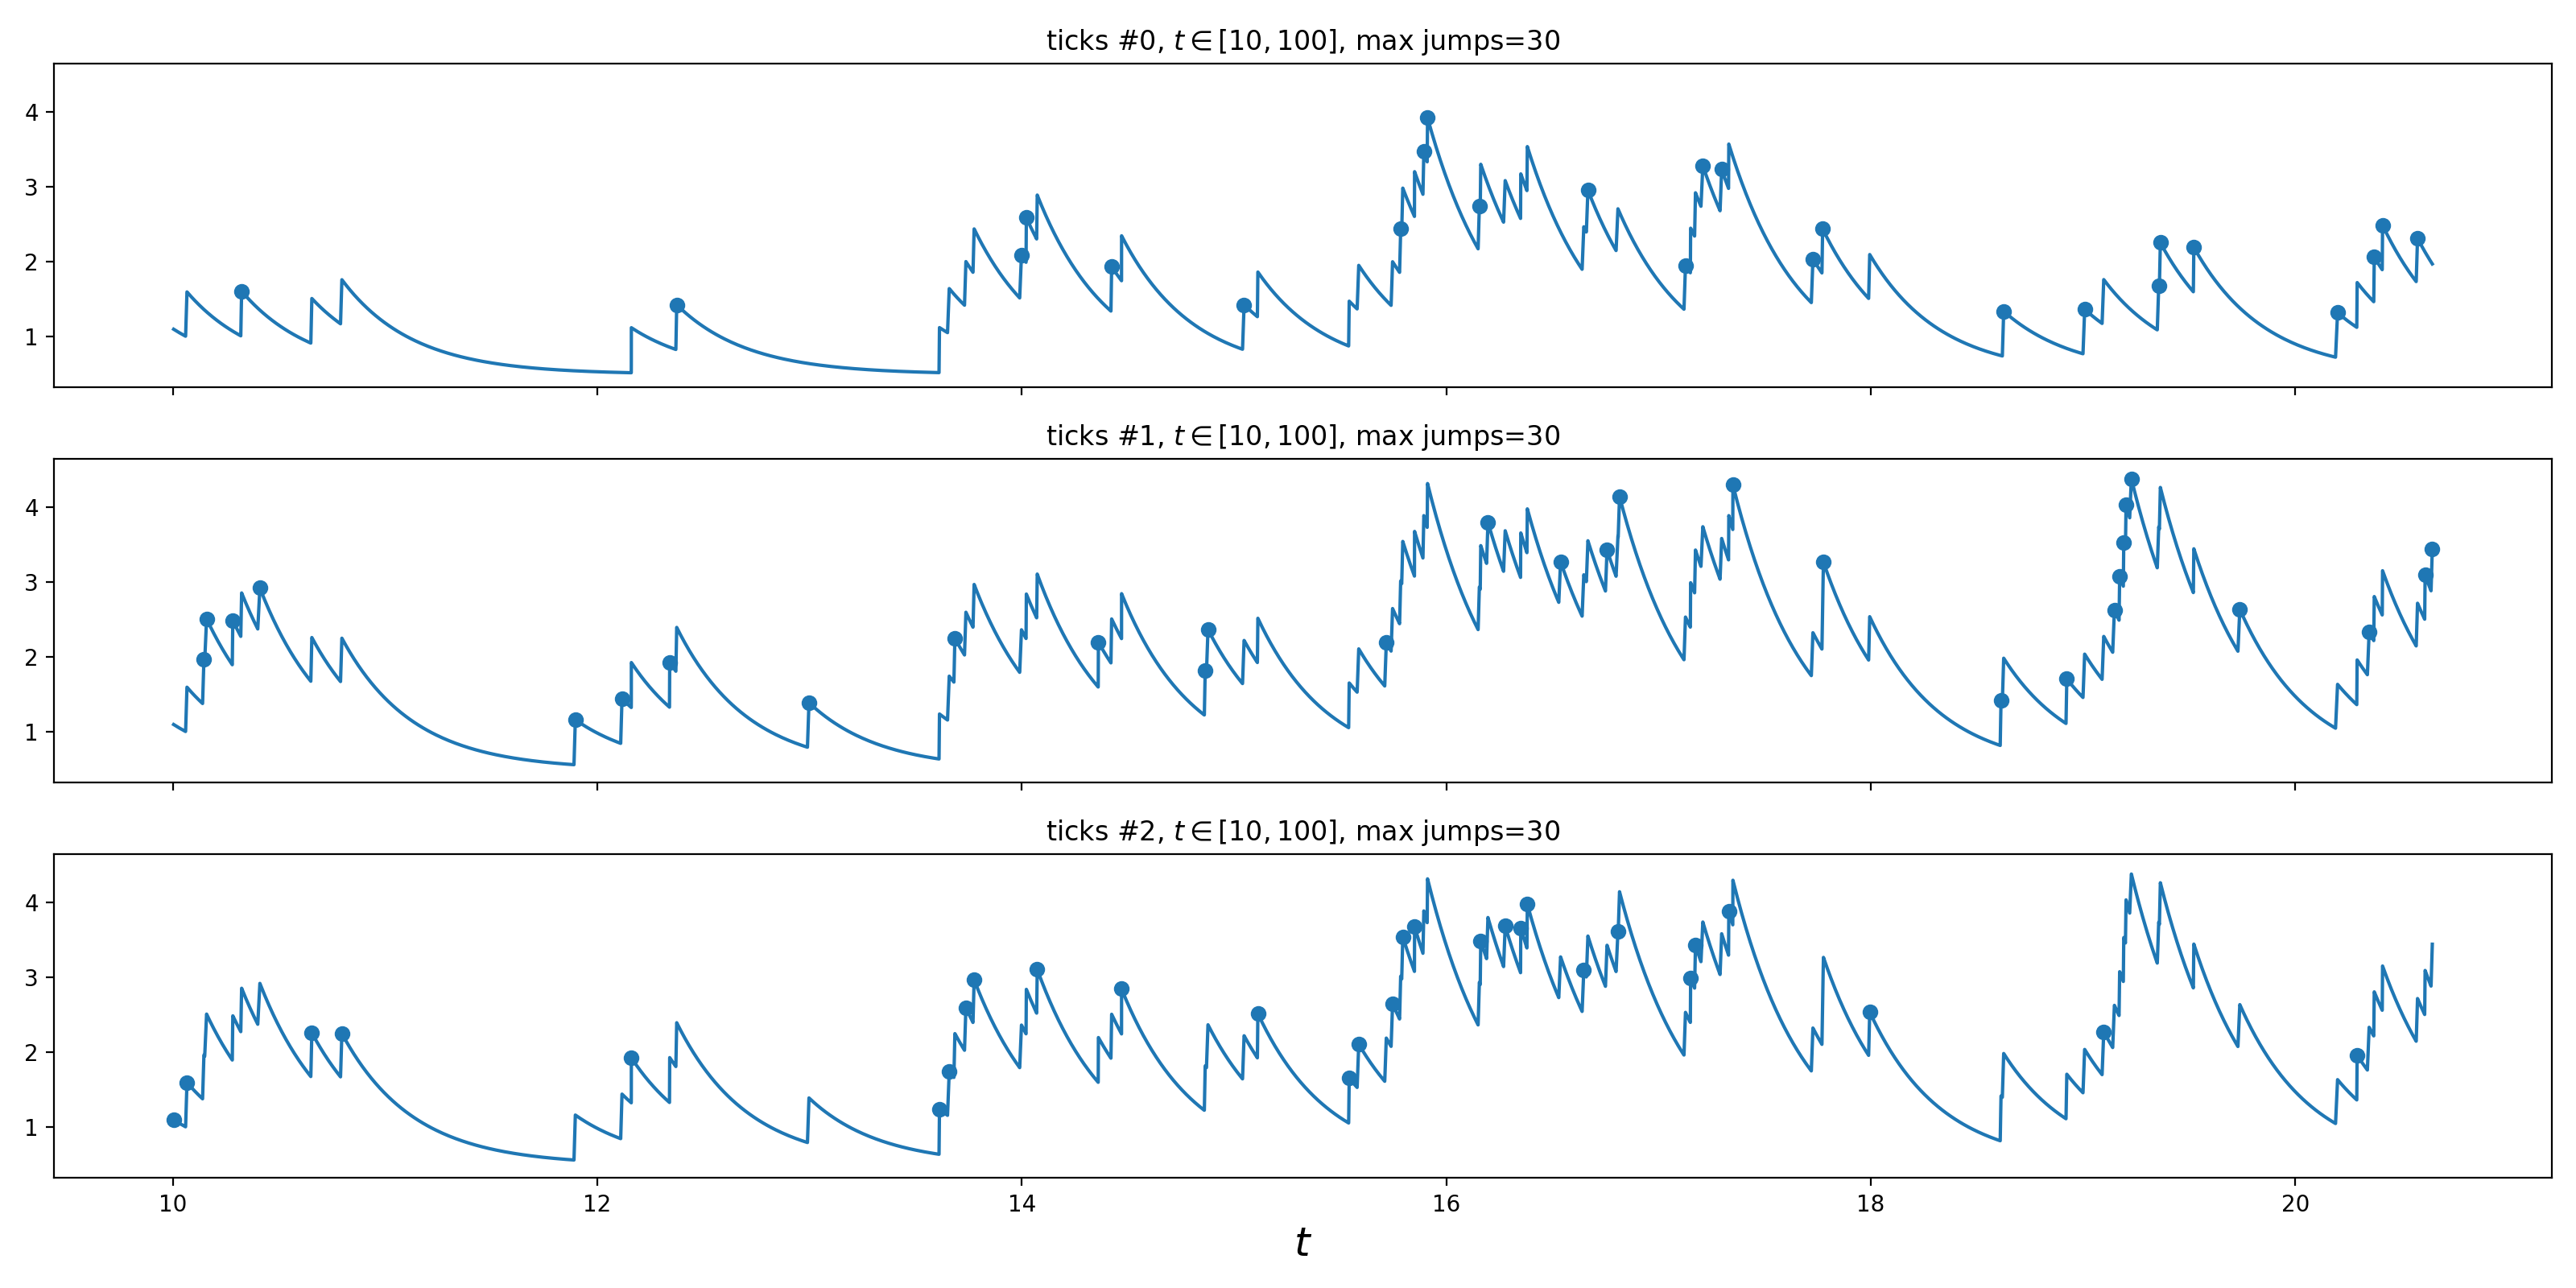 ticks #0, t ∈ [10, 100], max jumps=30
4
3
2
1
ticks #1, t ∈ [10, 100], max jumps=30
4
3
2
1
ticks #2, t ∈ [10, 100], max jumps=30
4
3
2
1
10 12 14 16 18 20
t